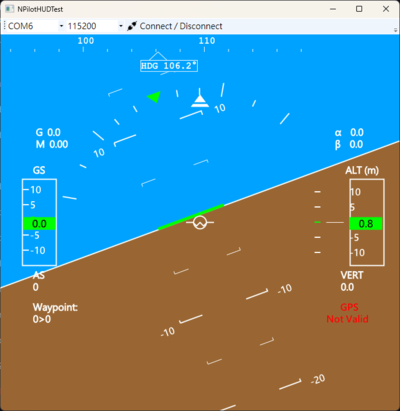 NPilotHUDTest
COM6 115200 Connect / Disconnect
100 110
HDG 106.2°
10
10
G 0.0
M 0.00
α 0.0
β 0.0
GS
ALT (m)
10
5
0.0
-5
-10
10
5
0.8
-5
-10
AS
0
VERT
0.0
Waypoint:
0>0
GPS
Not Valid
-10
-10
-20